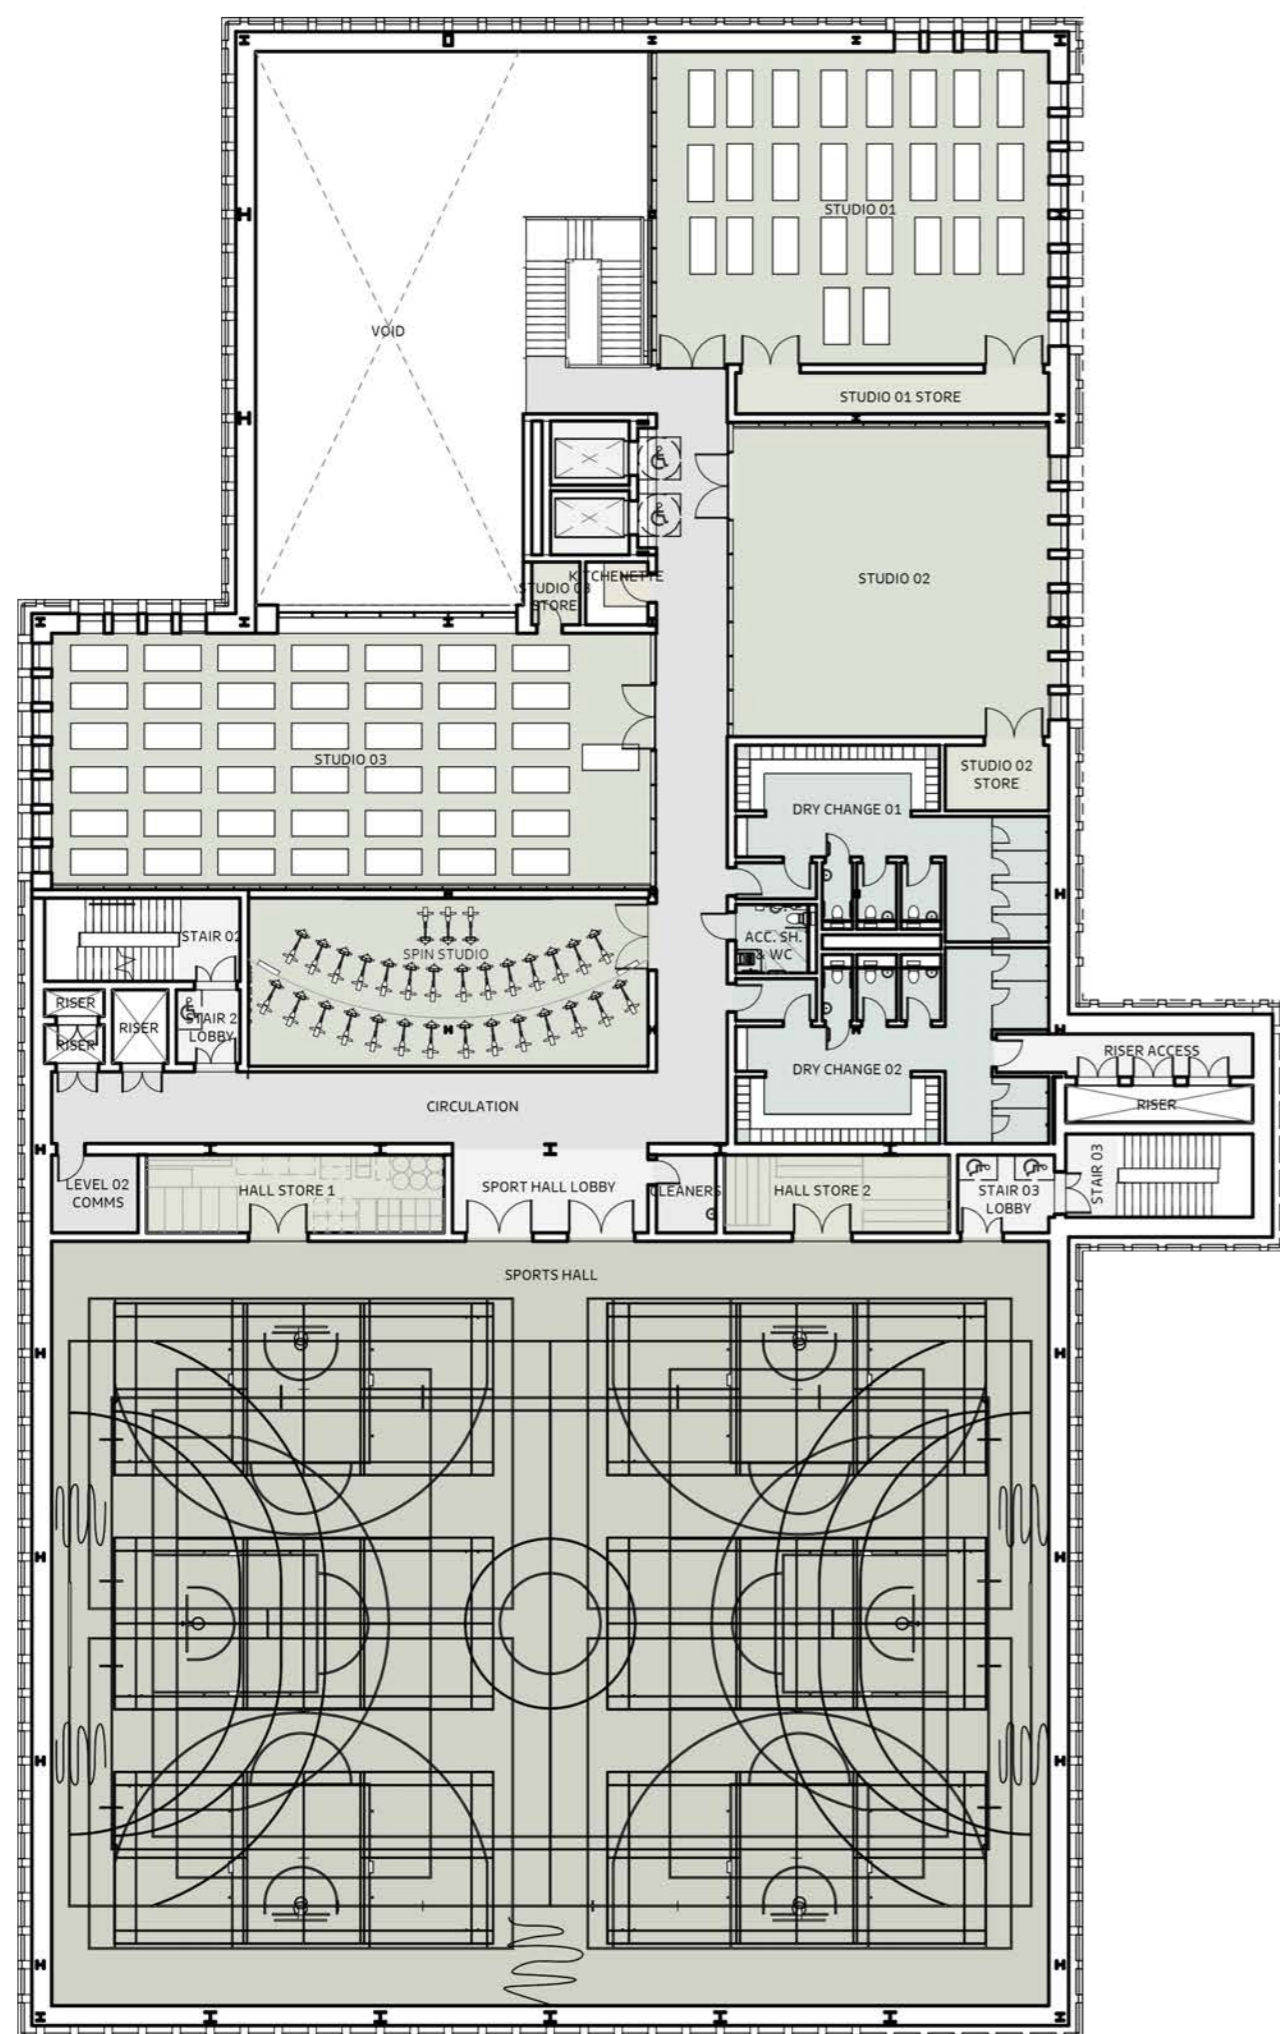 STUDIO 01
VOID
STUDIO 01 STORE
KITCHENETTE
STUDIO 03
STORE
STUDIO 02
STUDIO 03
STUDIO 02
STORE
DRY CHANGE 01
STAIR 02
SPIN STUDIO
ACC. SH.
& WC
RISER
RISER
RISER
STAIR 2
LOBBY
RISER ACCESS
DRY CHANGE 02
CIRCULATION
RISER
STAIR 03
LEVEL 02
COMMS
HALL STORE 1
SPORT HALL LOBBY
CLEANERS
HALL STORE 2
STAIR 03
LOBBY
SPORTS HALL